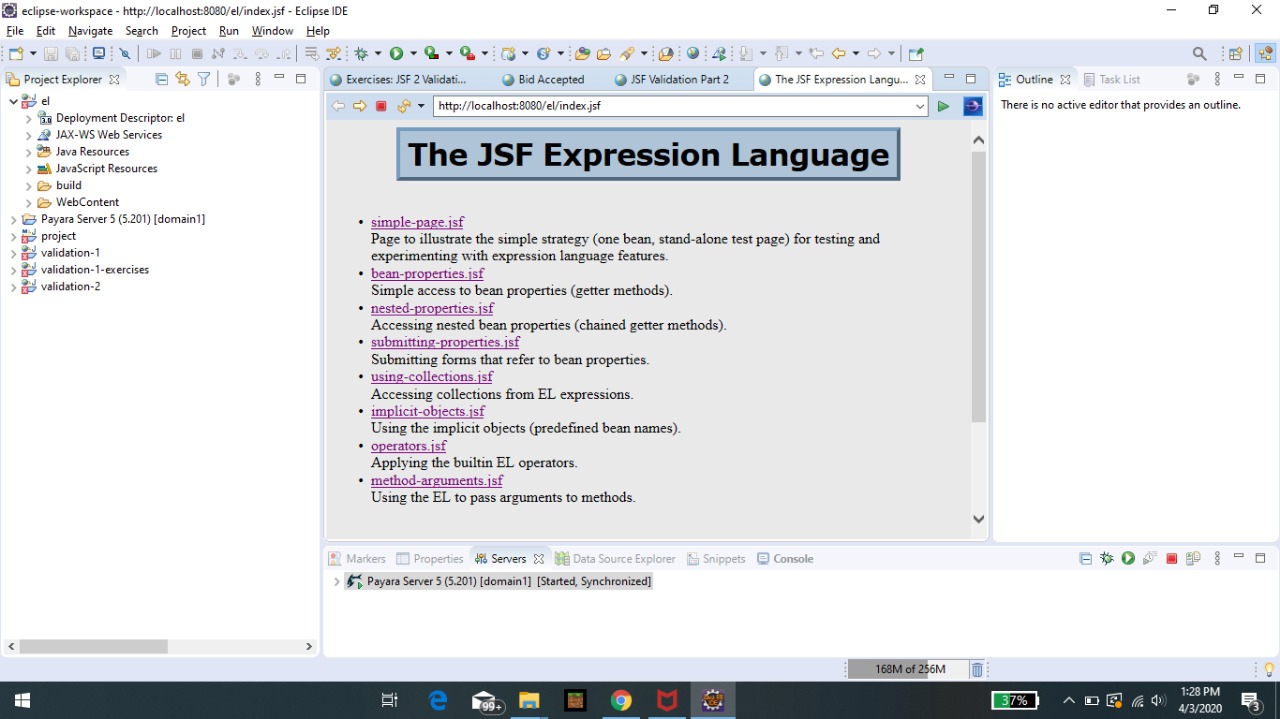 eclipse-workspace - http://localhost:8080/el/index.jsf - Eclipse IDE
File Edit Navigate Search Project Run Window Help
Project Explorer
el
Deployment Descriptor: el
JAX-WS Web Services
Java Resources
JavaScript Resources
build
WebContent
Payara Server 5 (5.201) [domain1]
project
validation-1
validation-1-exercises
validation-2
Exercises: JSF 2 Validati... Bid Accepted JSF Validation Part 2 The JSF Expression Langu...
http://localhost:8080/el/index.jsf
The JSF Expression Language
• simple-page.jsf
Page to illustrate the simple strategy (one bean, stand-alone test page) for testing and
experimenting with expression language features.
• bean-properties.jsf
Simple access to bean properties (getter methods).
• nested-properties.jsf
Accessing nested bean properties (chained getter methods).
• submitting-properties.jsf
Submitting forms that refer to bean properties.
• using-collections.jsf
Accessing collections from EL expressions.
• implicit-objects.jsf
Using the implicit objects (predefined bean names).
• operators.jsf
Applying the builtin EL operators.
• method-arguments.jsf
Using the EL to pass arguments to methods.
Outline Task List
There is no active editor that provides an outline.
Markers Properties Servers Data Source Explorer Snippets Console
Payara Server 5 (5.201) [domain1] [Started, Synchronized]
168M of 256M
99+
37%
1:28 PM
4/3/2020
3